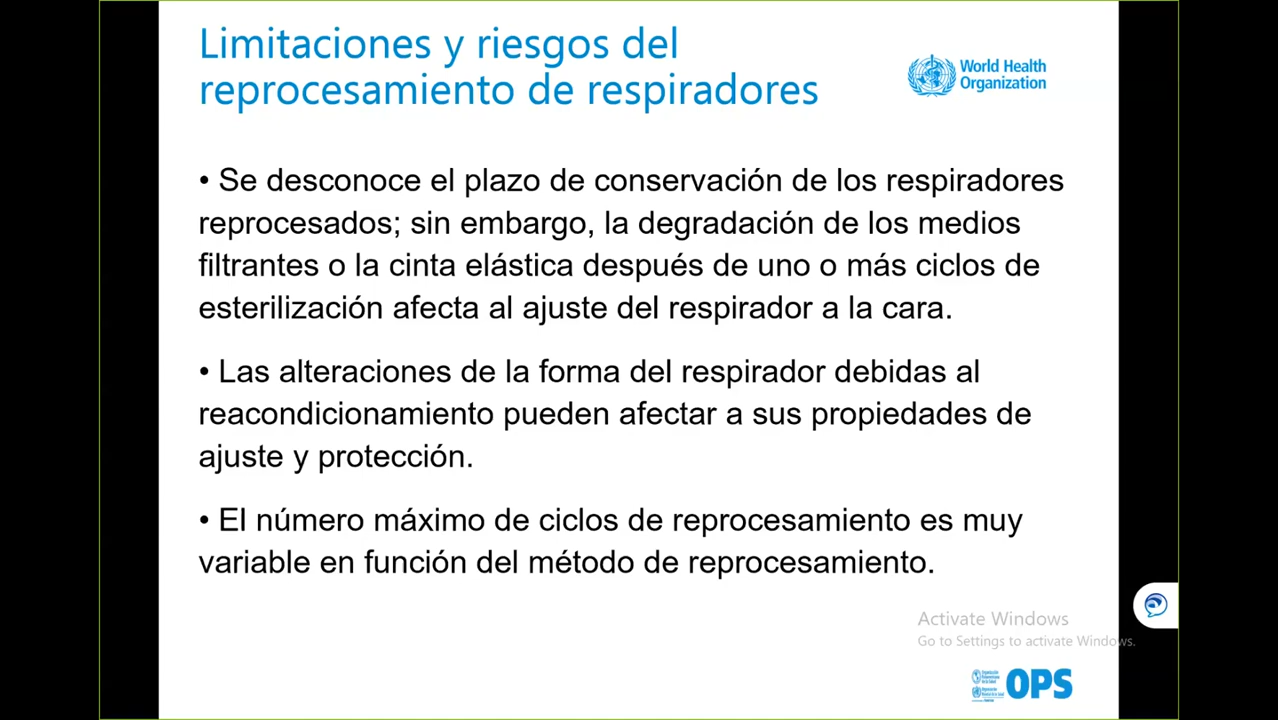 Limitaciones y riesgos del
reprocesamiento de respiradores
World Health
Organization
• Se desconoce el plazo de conservación de los respiradores
reprocesados; sin embargo, la degradación de los medios
filtrantes o la cinta elástica después de uno o más ciclos de
esterilización afecta al ajuste del respirador a la cara.
• Las alteraciones de la forma del respirador debidas al
reacondicionamiento pueden afectar a sus propiedades de
ajuste y protección.
• El número máximo de ciclos de reprocesamiento es muy
variable en función del método de reprocesamiento.
Activate Windows
Go to Settings to activate Windows.
OPS